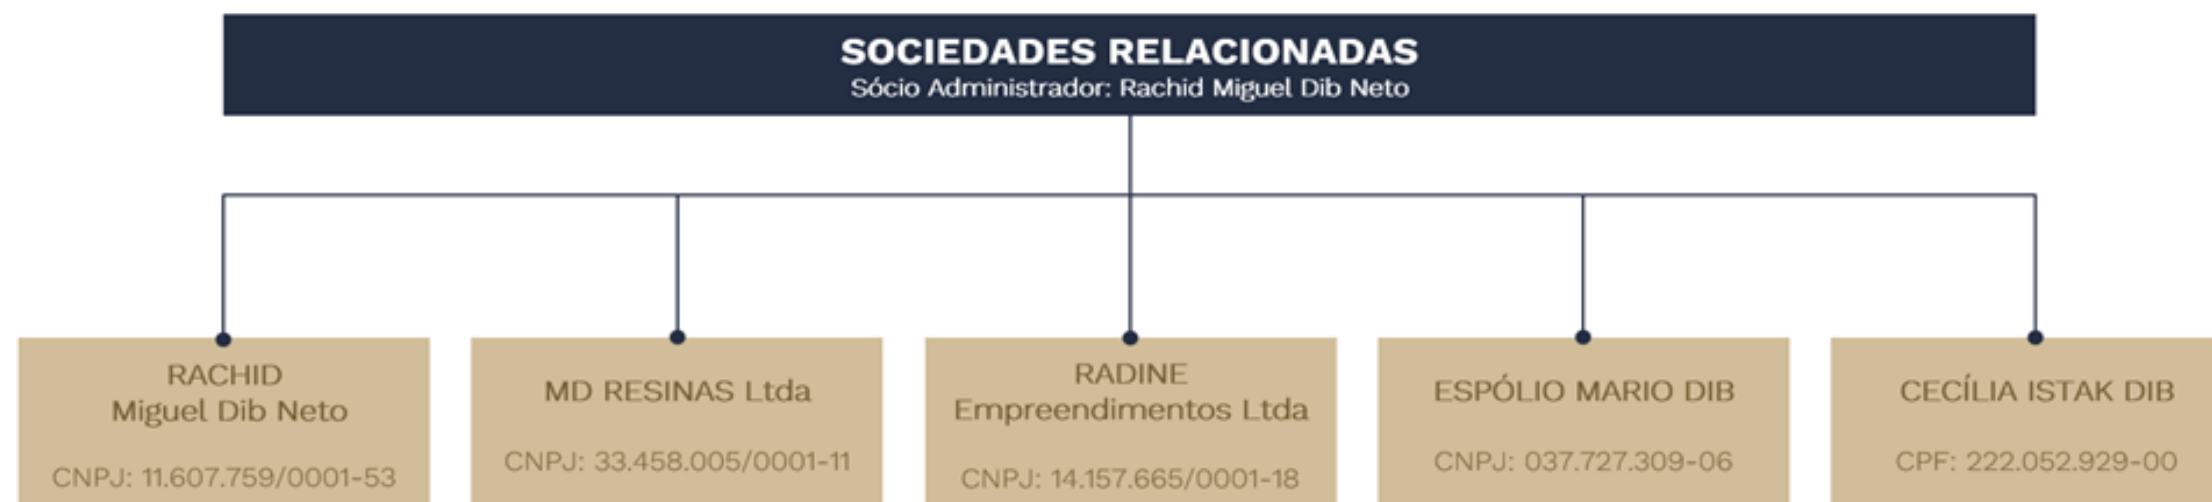 SOCIEDADES RELACIONADAS
Sócio Administrador: Rachid Miguel Dib Neto
RACHID
Miguel Dib Neto
CNPJ: 11.607.759/0001-53
MD RESINAS Ltda
CNPJ: 33.458.005/0001-11
RADINE
Empreendimentos Ltda
CNPJ: 14.157.665/0001-18
ESPÓLIO MARIO DIB
CNPJ: 037.727.309-06
CECÍLIA ISTAK DIB
CPF: 222.052.929-00